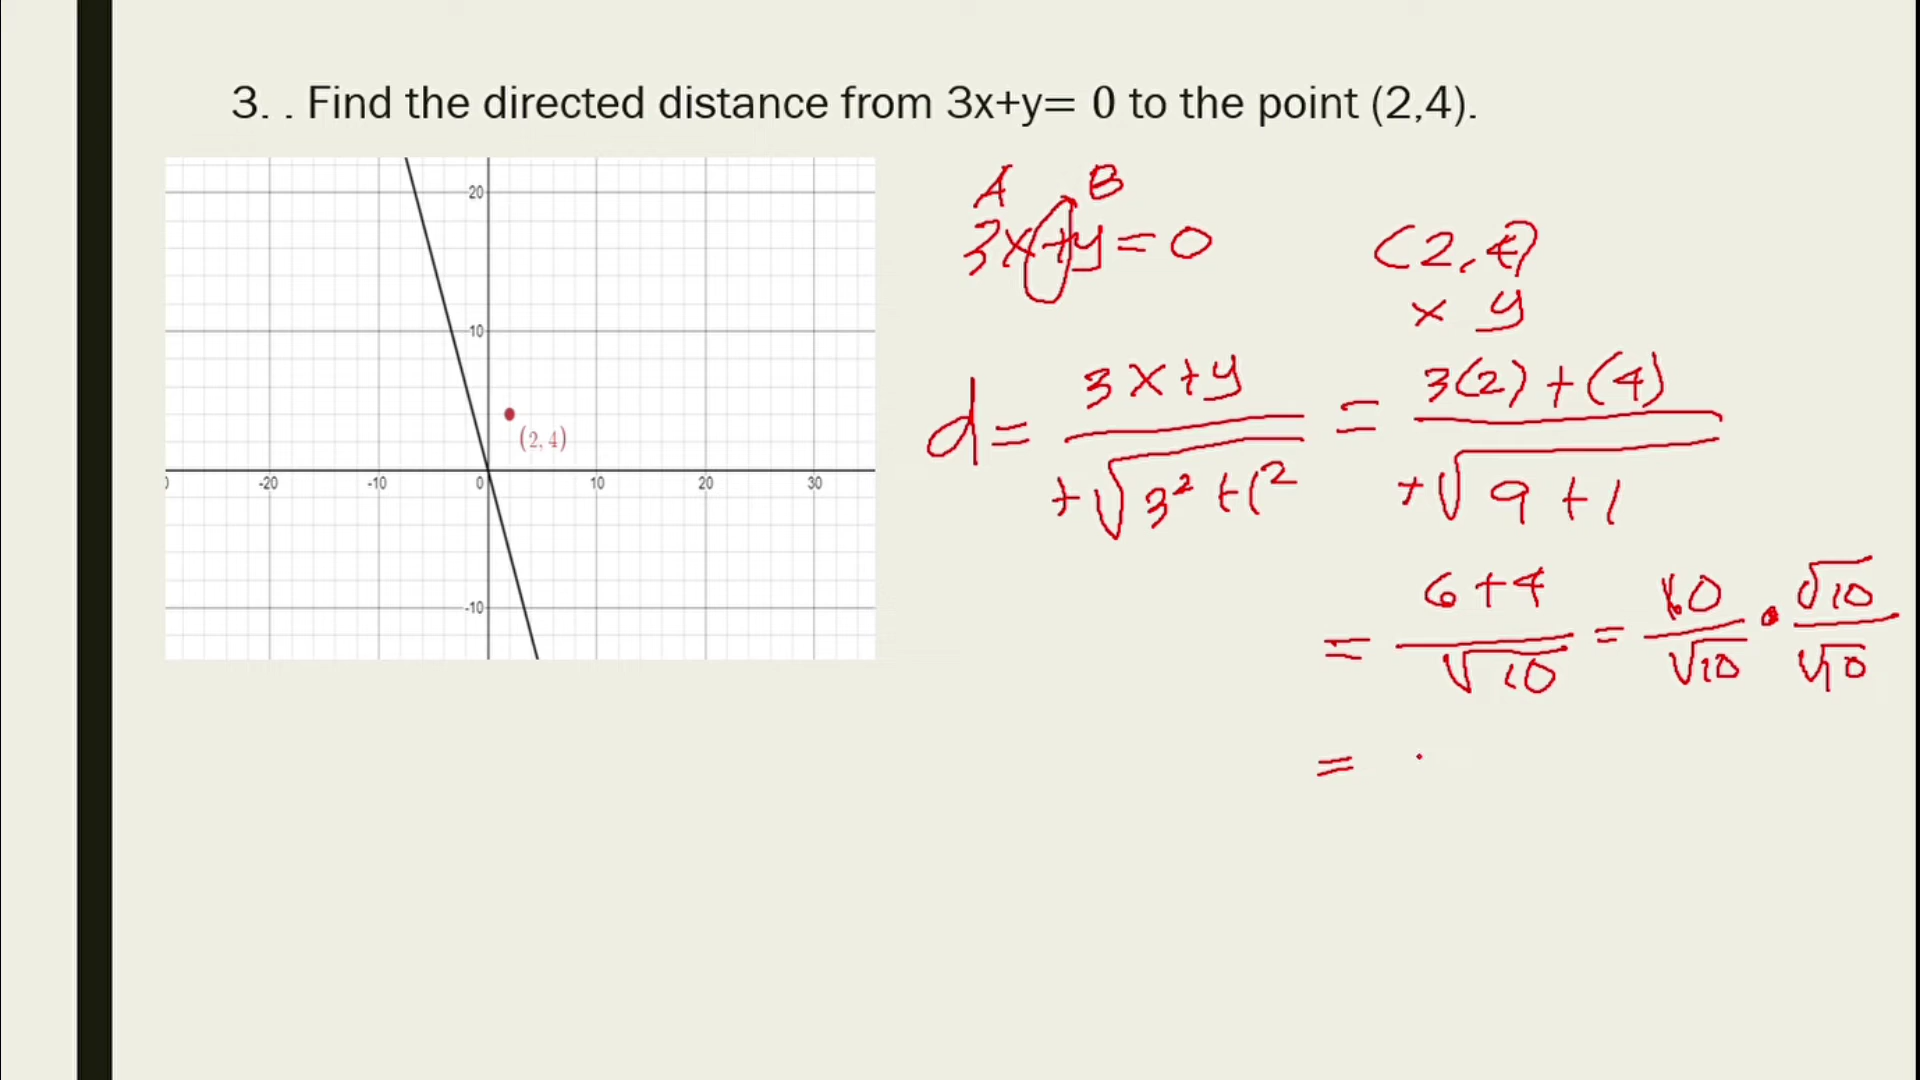 3. . Find the directed distance from 3x+y= 0 to the point (2,4).
20
10
(2, 4)
0 -20 -10 0 10 20 30
-10
A B
3x+y=0 (2,4)
x y
d= 3x+y / +√3²+1² = 3(2)+(4) / +√9+1
= 6+4 / √10 = 10 / √10 • √10 / √10
=